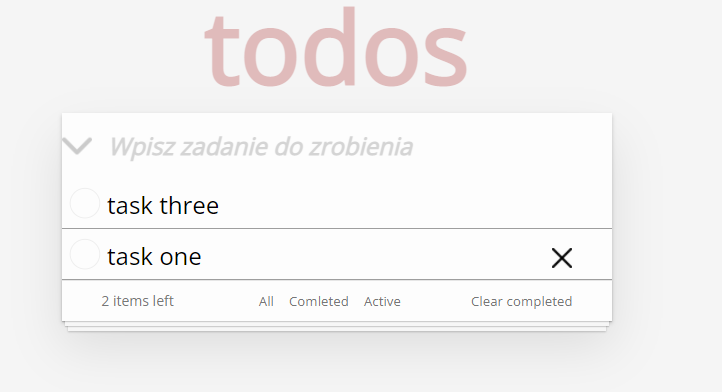 todos
Wpisz zadanie do zrobienia
task three
task one
2 items left All Comleted Active Clear completed